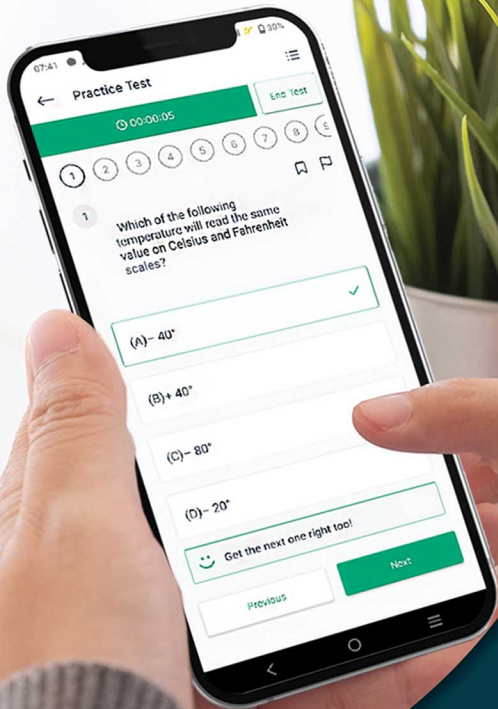 07:41
30%
Practice Test
00:00:05
End Test
1 2 3 4 5 6 7 8 9
1
Which of the following
temperature will read the same
value on Celsius and Fahrenheit
scales?
(A)– 40°
(B)+ 40°
(C)– 80°
(D)– 20°
Get the next one right too!
Previous
Next